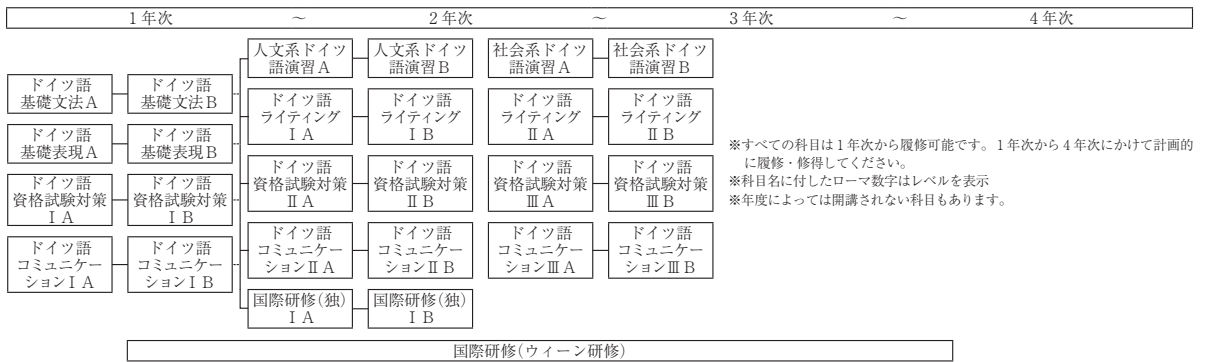 1年次 ～ 2年次 ～ 3年次 ～ 4年次
ドイツ語
基礎文法A
ドイツ語
基礎文法B
ドイツ語
基礎表現A
ドイツ語
基礎表現B
ドイツ語
資格試験対策
ⅠA
ドイツ語
資格試験対策
ⅠB
ドイツ語
コミュニケー
ションⅠA
ドイツ語
コミュニケー
ションⅠB
人文系ドイツ
語演習A
人文系ドイツ
語演習B
社会系ドイツ
語演習A
社会系ドイツ
語演習B
ドイツ語
ライティング
ⅠA
ドイツ語
ライティング
ⅠB
ドイツ語
ライティング
ⅡA
ドイツ語
ライティング
ⅡB
ドイツ語
資格試験対策
ⅡA
ドイツ語
資格試験対策
ⅡB
ドイツ語
資格試験対策
ⅢA
ドイツ語
資格試験対策
ⅢB
ドイツ語
コミュニケー
ションⅡA
ドイツ語
コミュニケー
ションⅡB
ドイツ語
コミュニケー
ションⅢA
ドイツ語
コミュニケー
ションⅢB
国際研修(独)
ⅠA
国際研修(独)
ⅠB
国際研修(ウィーン研修)
※すべての科目は1年次から履修可能です。1年次から4年次にかけて計画的
に履修・修得してください。
※科目名に付したローマ数字はレベルを表示
※年度によっては開講されない科目もあります。